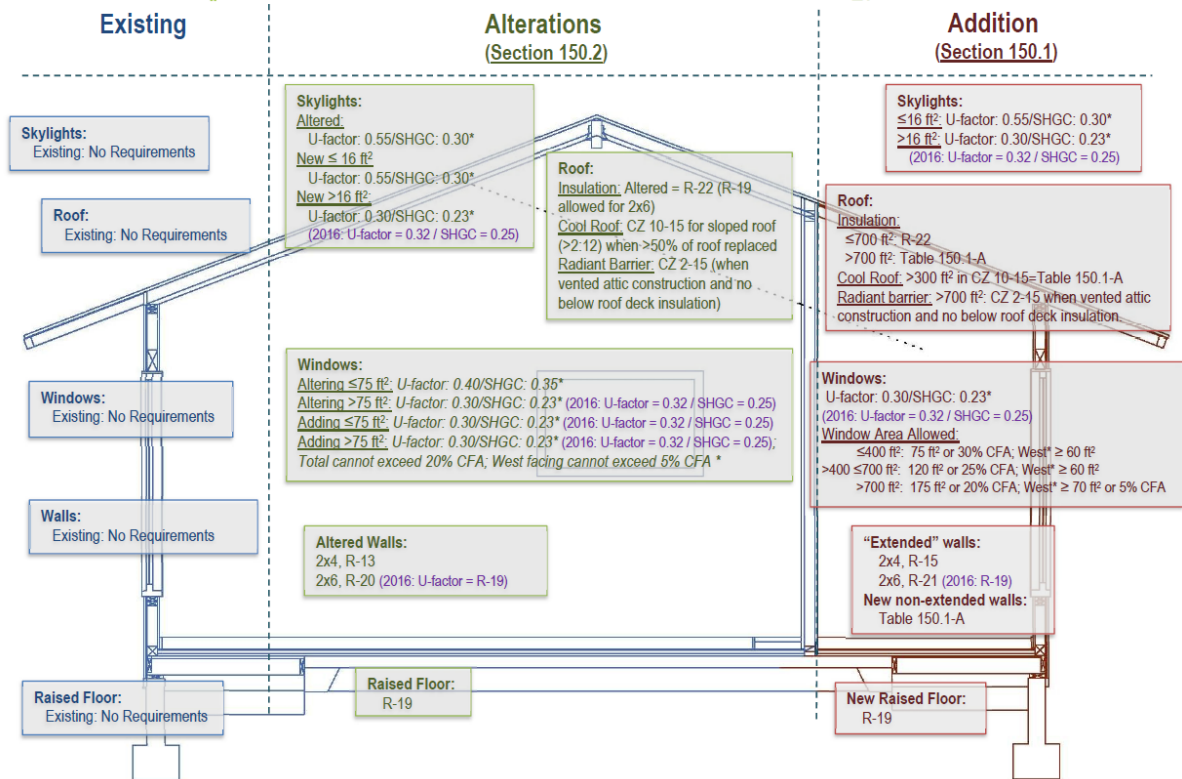 Existing
Alterations
(Section 150.2)
Addition
(Section 150.1)
Skylights:
Existing: No Requirements
Roof:
Existing: No Requirements
Windows:
Existing: No Requirements
Walls:
Existing: No Requirements
Raised Floor:
Existing: No Requirements
Skylights:
Altered:
U-factor: 0.55/SHGC: 0.30*
New ≤ 16 ft²
U-factor: 0.55/SHGC: 0.30*
New >16 ft²:
U-factor: 0.30/SHGC: 0.23*
(2016: U-factor = 0.32 / SHGC = 0.25)
Roof:
Insulation: Altered = R-22 (R-19
allowed for 2x6)
Cool Roof: CZ 10-15 for sloped roof
(>2:12) when >50% of roof replaced
Radiant Barrier: CZ 2-15 (when
vented attic construction and no
below roof deck insulation)
Windows:
Altering ≤75 ft²: U-factor: 0.40/SHGC: 0.35*
Altering >75 ft²: U-factor: 0.30/SHGC: 0.23* (2016: U-factor = 0.32 / SHGC = 0.25)
Adding ≤75 ft²: U-factor: 0.30/SHGC: 0.23* (2016: U-factor = 0.32 / SHGC = 0.25)
Adding >75 ft²: U-factor: 0.30/SHGC: 0.23* (2016: U-factor = 0.32 / SHGC = 0.25);
Total cannot exceed 20% CFA; West facing cannot exceed 5% CFA *
Altered Walls:
2x4, R-13
2x6, R-20 (2016: U-factor = R-19)
Raised Floor:
R-19
Skylights:
≤16 ft²: U-factor: 0.55/SHGC: 0.30*
>16 ft²: U-factor: 0.30/SHGC: 0.23*
(2016: U-factor = 0.32 / SHGC = 0.25)
Roof:
Insulation:
≤700 ft²: R-22
>700 ft²: Table 150.1-A
Cool Roof: >300 ft² in CZ 10-15=Table 150.1-A
Radiant barrier: >700 ft²: CZ 2-15 when vented attic
construction and no below roof deck insulation.
Windows:
U-factor: 0.30/SHGC: 0.23*
(2016: U-factor = 0.32 / SHGC = 0.25)
Window Area Allowed:
≤400 ft²: 75 ft² or 30% CFA; West* ≥ 60 ft²
>400 ≤700 ft²: 120 ft² or 25% CFA; West* ≥ 60 ft²
>700 ft²: 175 ft² or 20% CFA; West* ≥ 70 ft² or 5% CFA
“Extended” walls:
2x4, R-15
2x6, R-21 (2016: R-19)
New non-extended walls:
Table 150.1-A
New Raised Floor:
R-19